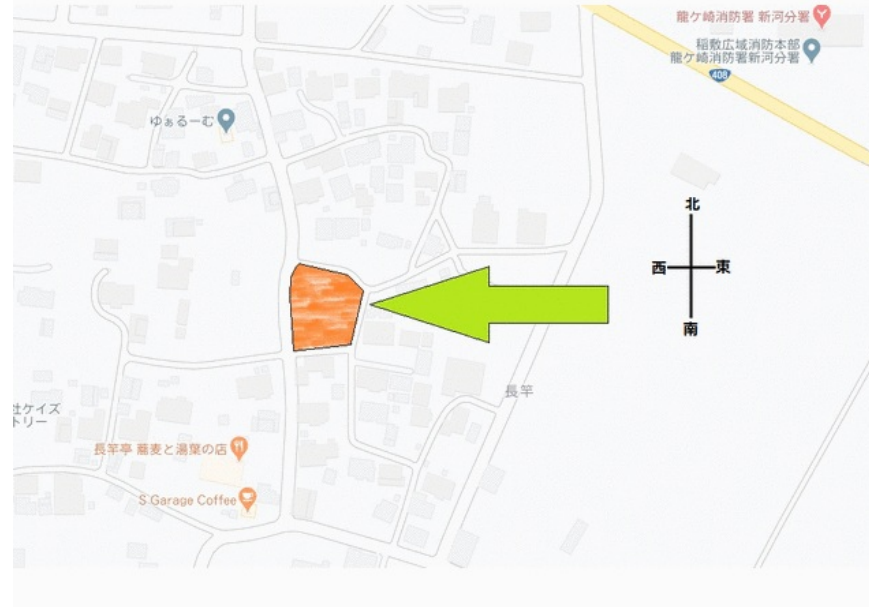 龍ケ崎消防署 新河分署
稲敷広域消防本部
龍ケ崎消防署新河分署
408
ゆぁるーむ
北
西
東
南
長竿
社ケイズ
トリー
長竿亭 蕎麦と湯葉の店
S Garage Coffee